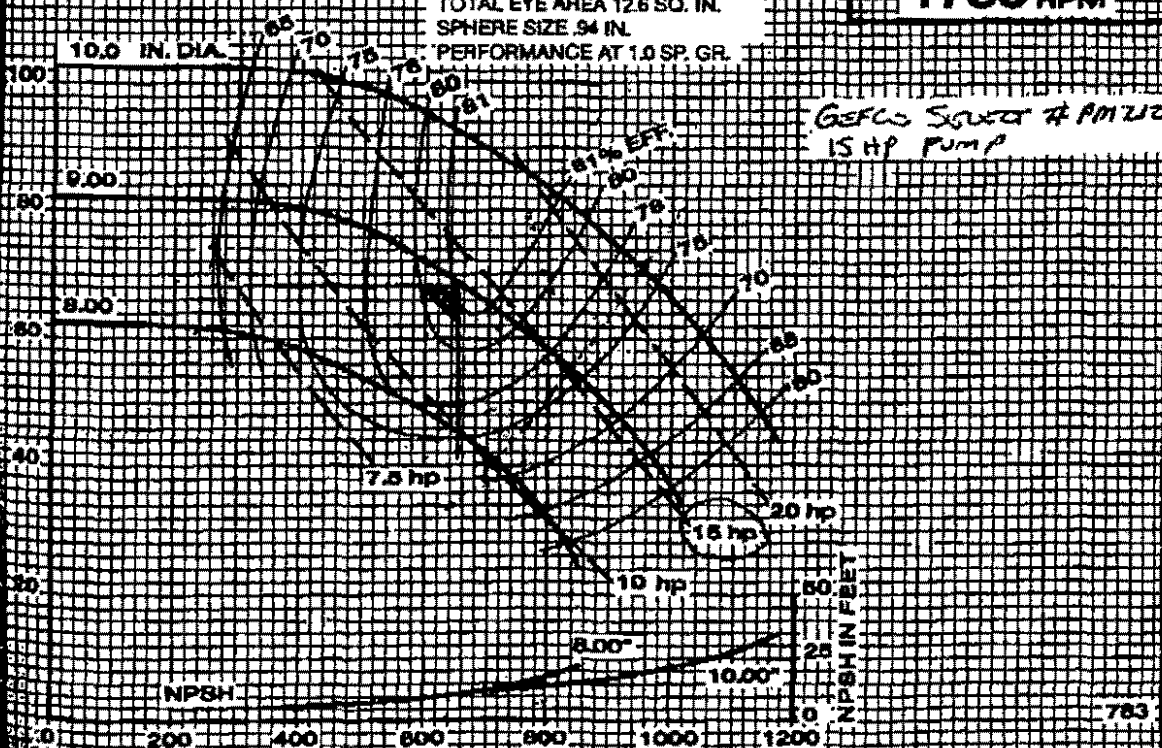 TOTAL EYE AREA 12.6 SQ. IN.
SPHERE SIZE .94 IN.
PERFORMANCE AT 1.0 SP. GR.
RPM
10.0 IN. DIA.
65
70
75
80
81
100
15 HP PUMP
81% EFF.
80
9.00
80
75
70
8.00
60
65
60
40
7.5 hp
20 hp
15 hp
10 hp
20
50
25
0
NPSH IN FEET
8.00"
10.00"
NPSH
783
0
200
400
600
800
1000
1200